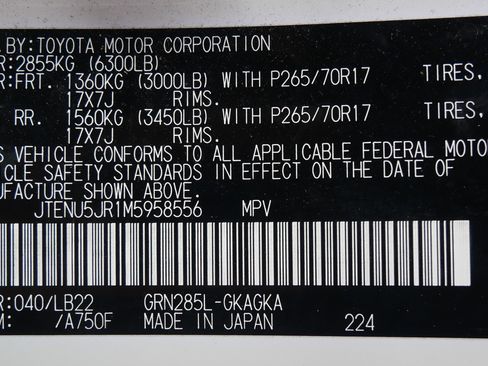 BY:TOYOTA MOTOR CORPORATION
R:2855KG (6300LB)
R:FRT. 1360KG (3000LB) WITH P265/70R17 TIRES,
17X7J RIMS.
RR. 1560KG (3450LB) WITH P265/70R17 TIRES,
17X7J RIMS.
S VEHICLE CONFORMS TO ALL APPLICABLE FEDERAL MOTO
CLE SAFETY STANDARDS IN EFFECT ON THE DATE OF
UFACTURE SHOWN ABOVE.
JTENU5JR1M5958556 MPV
R:040/LB22 GRN285L-GKAGKA
M: /A750F MADE IN JAPAN 224